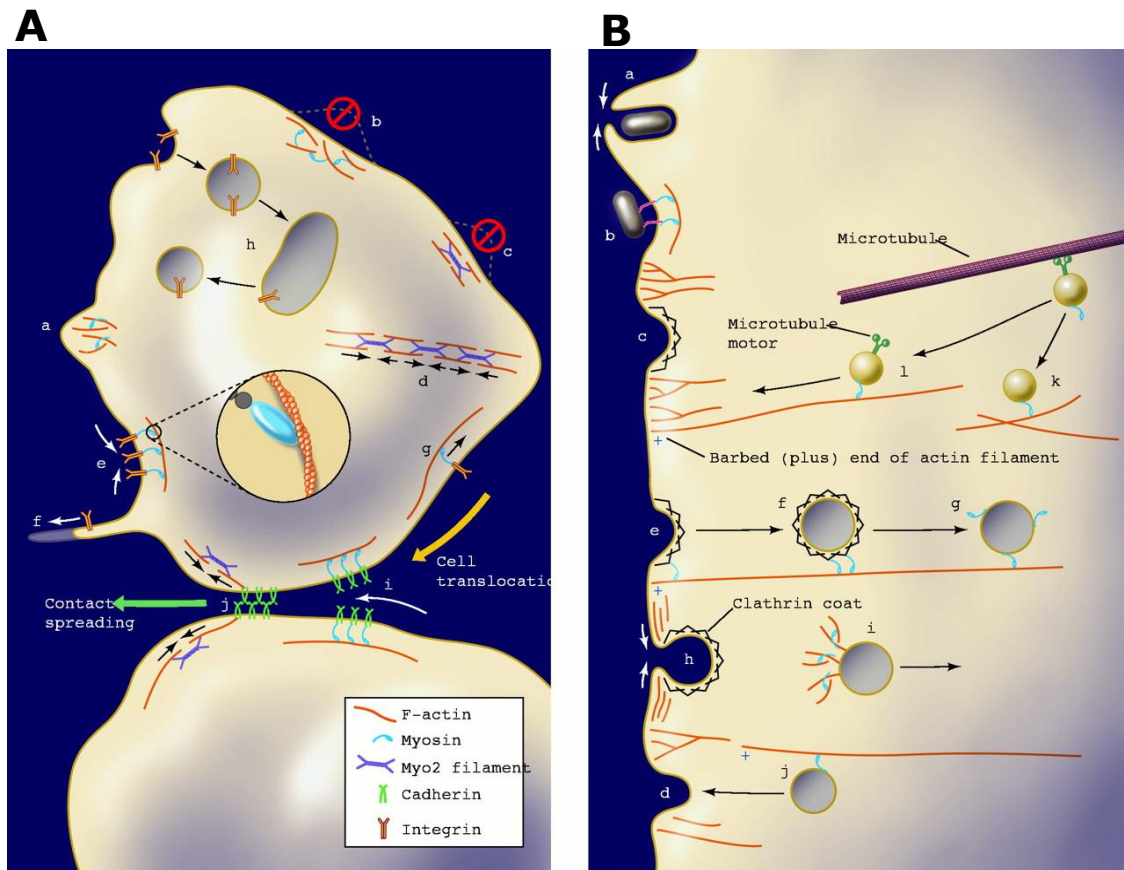 A
B
a
b
c
h
a
d
g
e
f
Cell
translocatio
i
j
Contact
spreading
F-actin
Myosin
Myo2 filament
Cadherin
Integrin
a
b
Microtubule
c
Microtubule
motor
l
k
+
Barbed (plus) end of actin filament
e
f
g
+
Clathrin coat
h
i
+
j
d